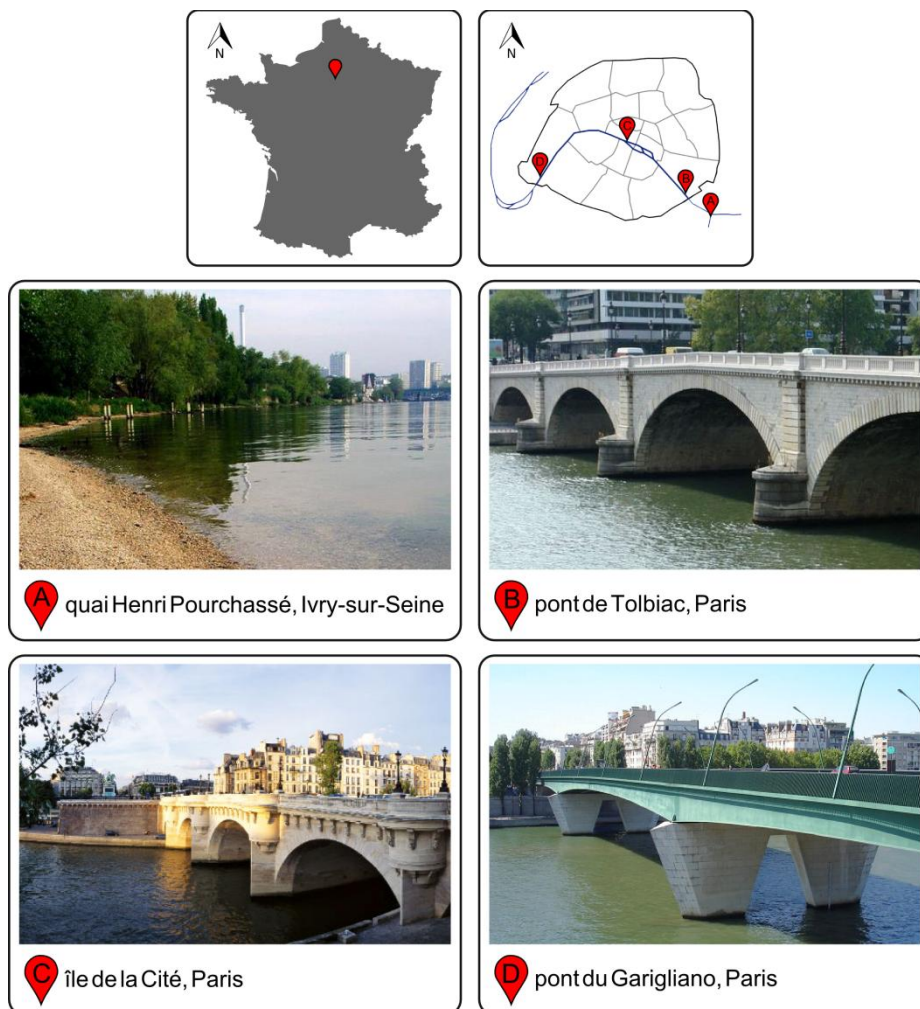 N
N
C
D
B
A
A quai Henri Pourchassé, Ivry-sur-Seine
B pont de Tolbiac, Paris
C île de la Cité, Paris
D pont du Garigliano, Paris